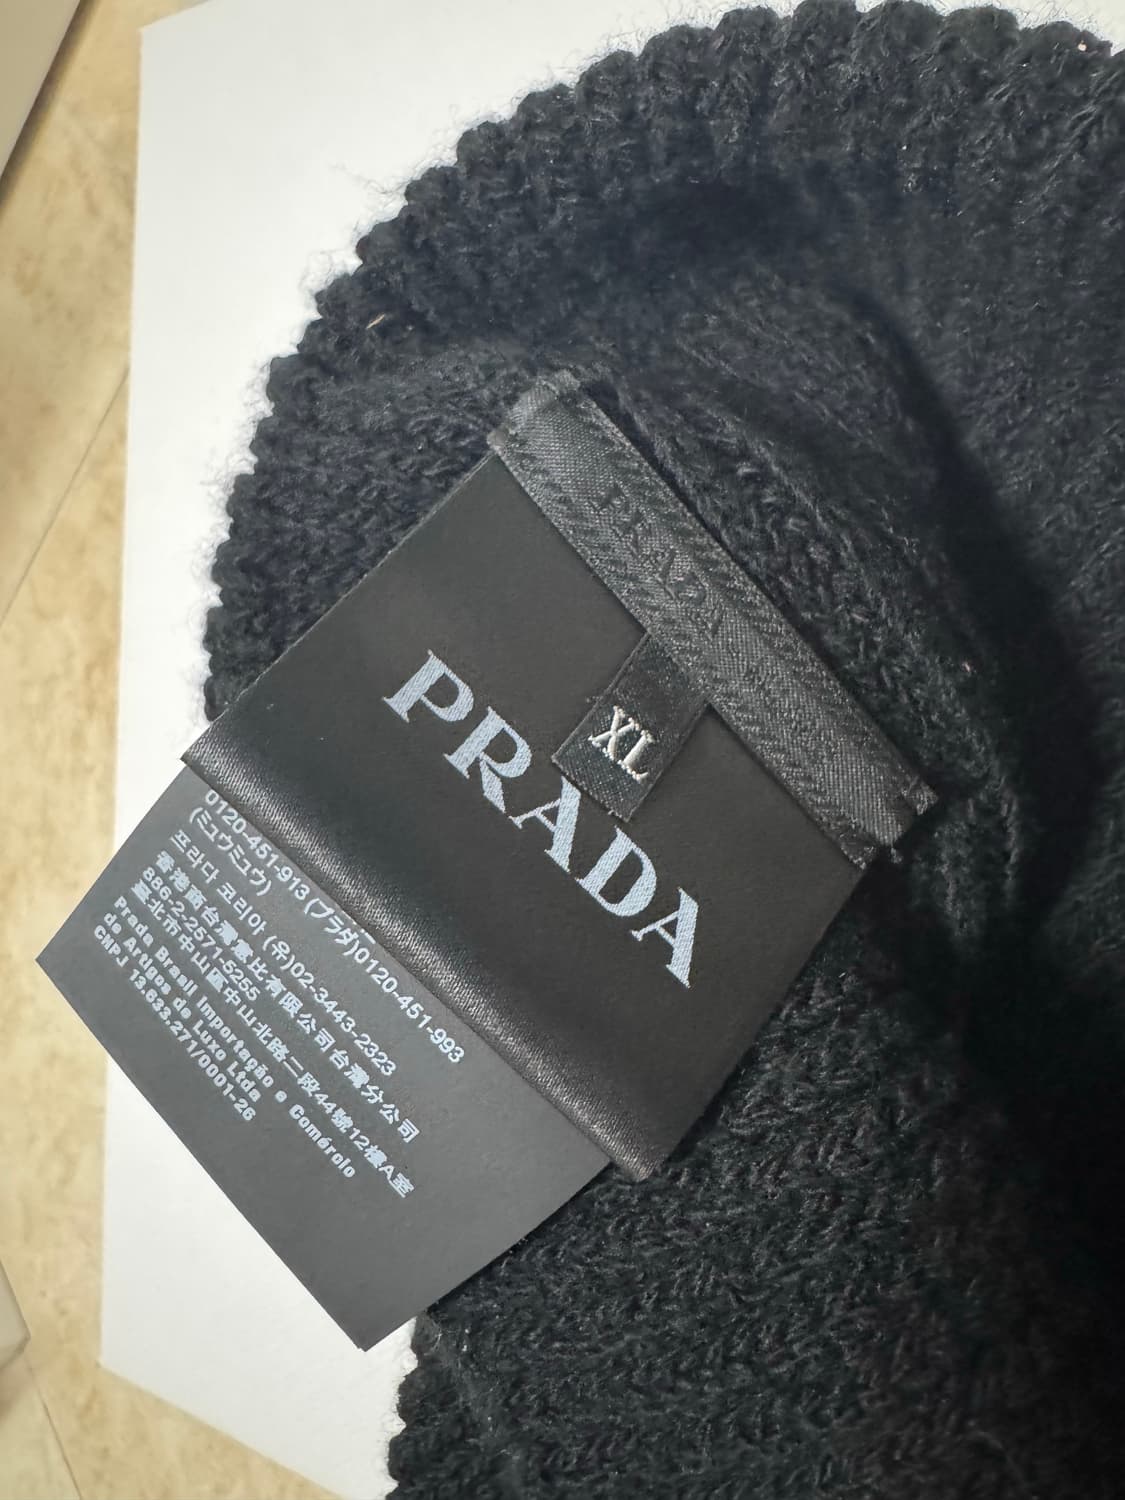 PRADA
XL
PRADA
0120-451-913 (プラダ)0120-451-993
(ミュウミュウ)
프라다 코리아 (유)02-3443-2323
香港商台灣普比有限公司台灣分公司
886-2-2571-5255
臺北市中山區中山北路二段44號12樓A室
Prada Brasil Importação e Comércio
de Artigos de Luxo Ltda
CNPJ 13.633.271/0001-26